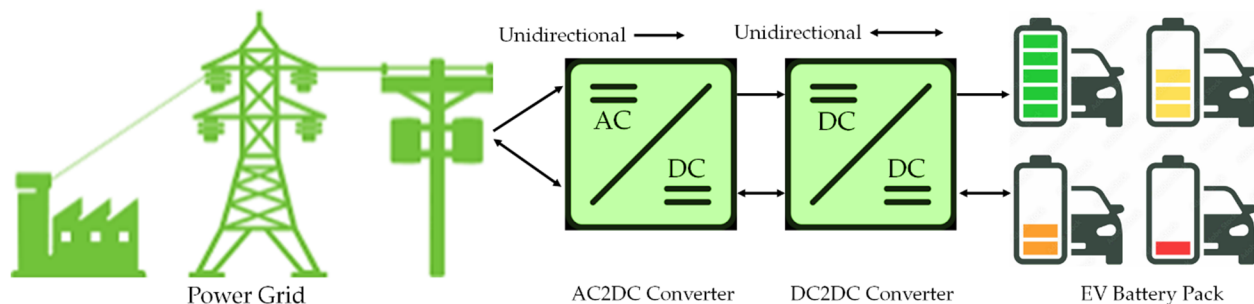 Unidirectional
Unidirectional
AC
DC
DC
DC
Power Grid
AC2DC Converter
DC2DC Converter
EV Battery Pack